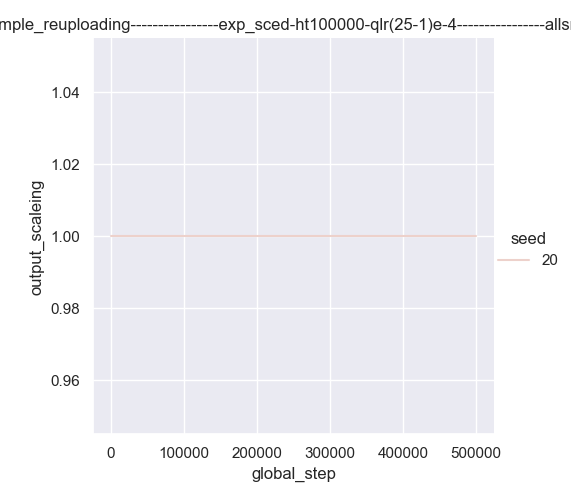 mple_reuploading----------------exp_sced-ht100000-qlr(25-1)e-4----------------alls
1.04
1.02
1.00
0.98
0.96
output_scaleing
0 100000 200000 300000 400000 500000
global_step
seed
20